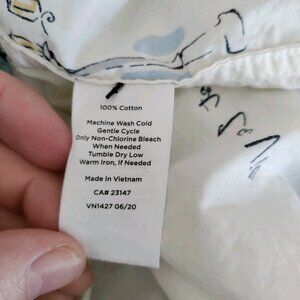 100% Cotton
Machine Wash Cold
Gentle Cycle
Only Non-Chlorine Bleach
When Needed
Tumble Dry Low
Warm Iron, If Needed
Made in Vietnam
CA# 23147
VN1427 06/20